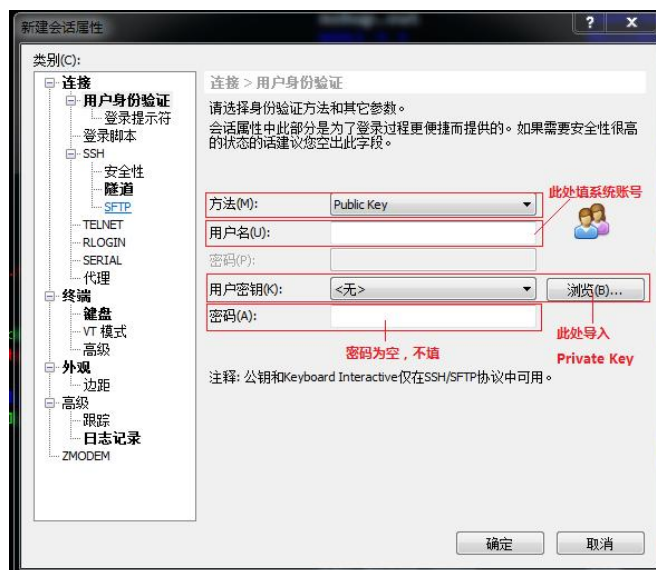 新建会话属性
类别(C):
连接
用户身份验证
登录提示符
登录脚本
SSH
安全性
隧道
SFTP
TELNET
RLOGIN
SERIAL
代理
终端
键盘
VT 模式
高级
外观
边距
高级
跟踪
日志记录
ZMODEM
连接 > 用户身份验证
请选择身份验证方法和其它参数。
会话属性中此部分是为了登录过程更便捷而提供的。如果需要安全性很高
的状态的话建议您空出此字段。
此处填系统账号
方法(M):
Public Key
用户名(U):
密码(P):
用户密钥(K):
<无>
浏览(B)...
密码(A):
此处导入
Private Key
密码为空，不填
注释: 公钥和Keyboard Interactive仅在SSH/SFTP协议中可用。
确定
取消